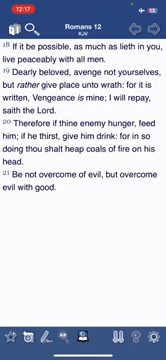 12:17
Romans 12
KJV
18 If it be possible, as much as lieth in you,
live peaceably with all men.
19 Dearly beloved, avenge not yourselves,
but rather give place unto wrath: for it is
written, Vengeance is mine; I will repay,
saith the Lord.
20 Therefore if thine enemy hunger, feed
him; if he thirst, give him drink: for in so
doing thou shalt heap coals of fire on his
head.
21 Be not overcome of evil, but overcome
evil with good.